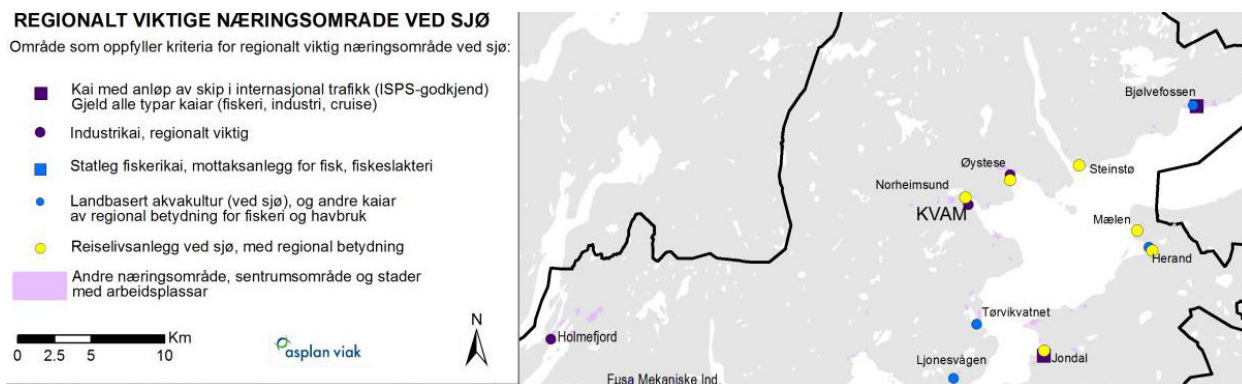 REGIONALT VIKTIGE NÆRINGSOMRADE VED SJØ
Område som oppfyller kriteria for regionalt viktig næringsområde ved sjø:
Kai med anløp av skip i internasjonal trafikk (ISPS-godkjend)
Gjeld alle typar kaiar (fiskeri, industri, cruise)
Industrikai, regionalt viktig
Statleg fiskerikai, mottaksanlegg for fisk, fiskeslakteri
Landbasert akvakultur (ved sjø), og andre kaiar
av regional betydning for fiskeri og havbruk
Reiselivsanlegg ved sjø, med regional betydning
Andre næringsområde, sentrumsområde og stader
med arbeidsplassar
Km
0 2.5 5 10
asplan viak
N
Bjølvefossen
Øystese
Steinstø
Norheimsund
KVAM
Mælen
Herand
Tørvikvatnet
Holmefjord
Ljonesvågen
Jondal
Fusa Mekaniske Ind.